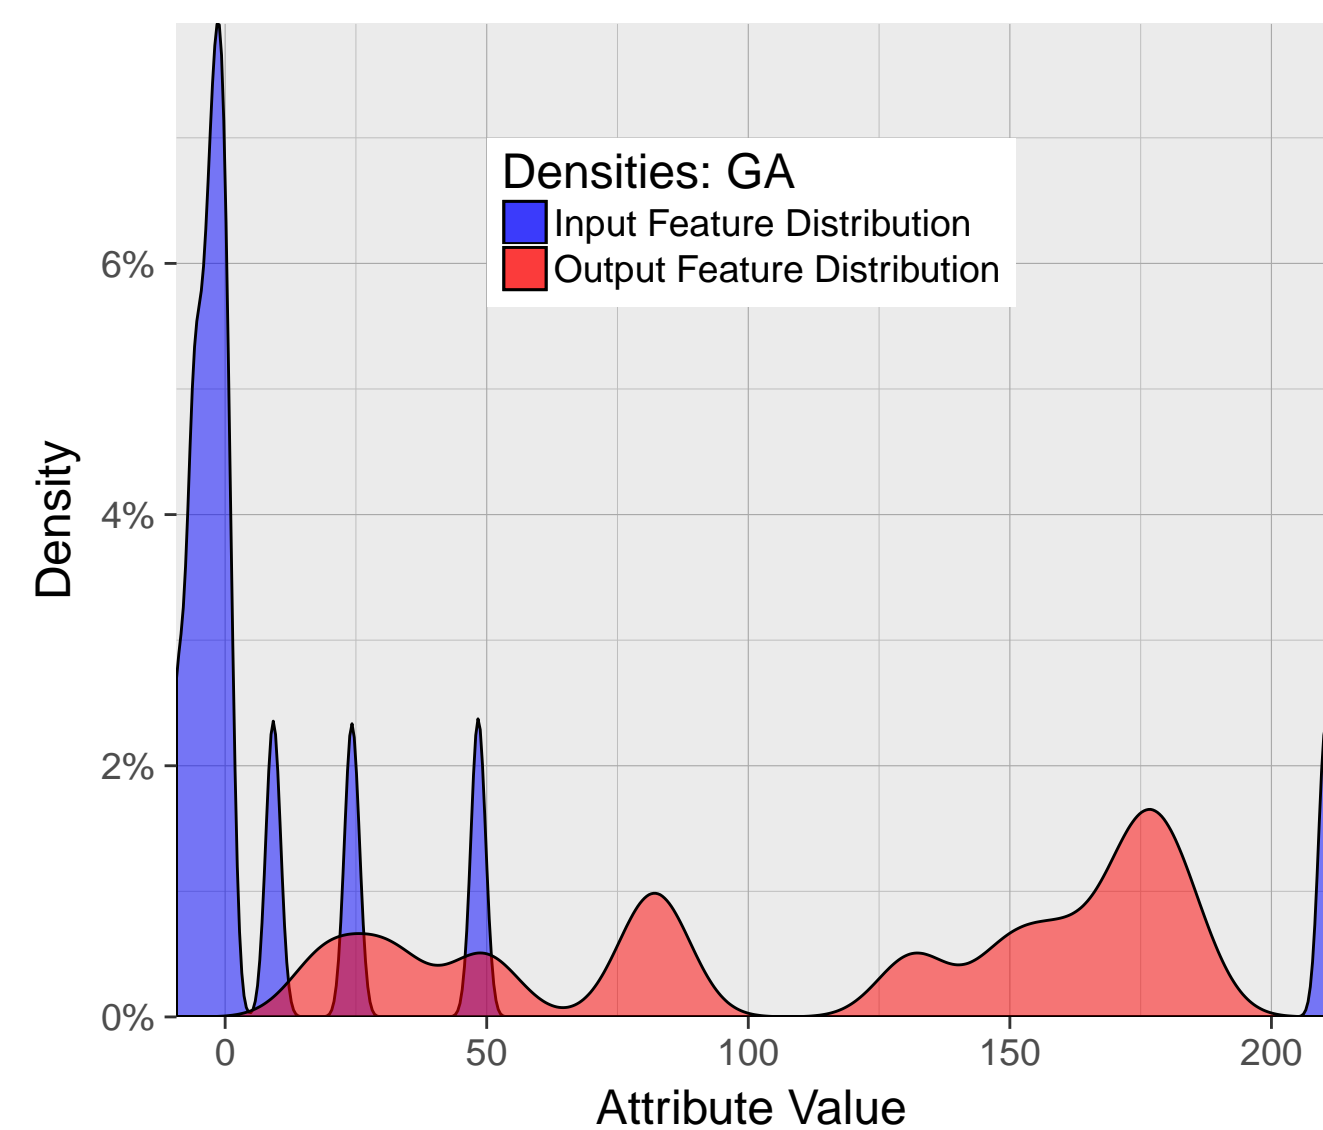 Densities: GA
Input Feature Distribution
Output Feature Distribution
6%
4%
2%
0%
Density
0 50 100 150 200
Attribute Value